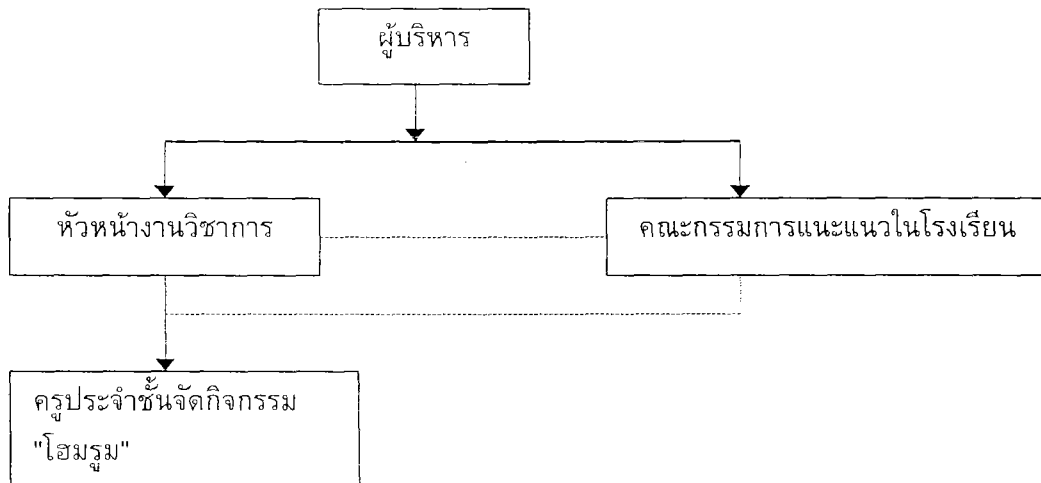 ผู้บริหาร
หัวหน้างานวิชาการ
คณะกรรมการแนะแนวในโรงเรียน
ครูประจำชั้นจัดกิจกรรม
"โฮมรูม"